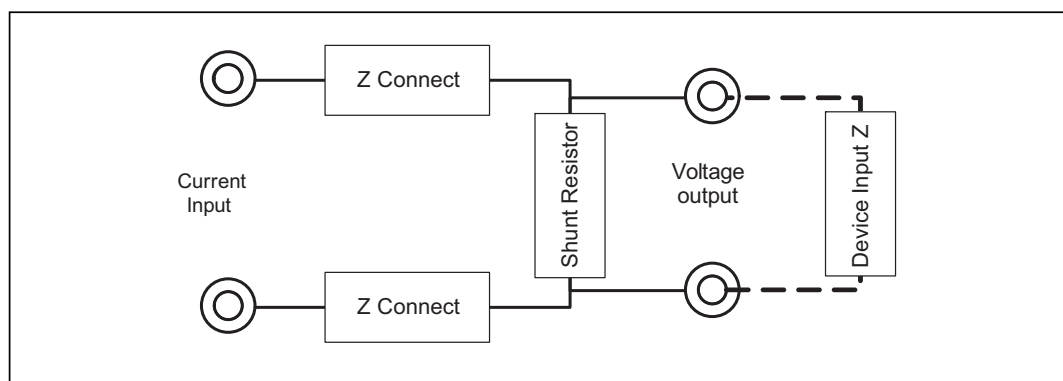 Z Connect
Shunt Resistor
Device Input Z
Current
Input
Voltage
output
Z Connect